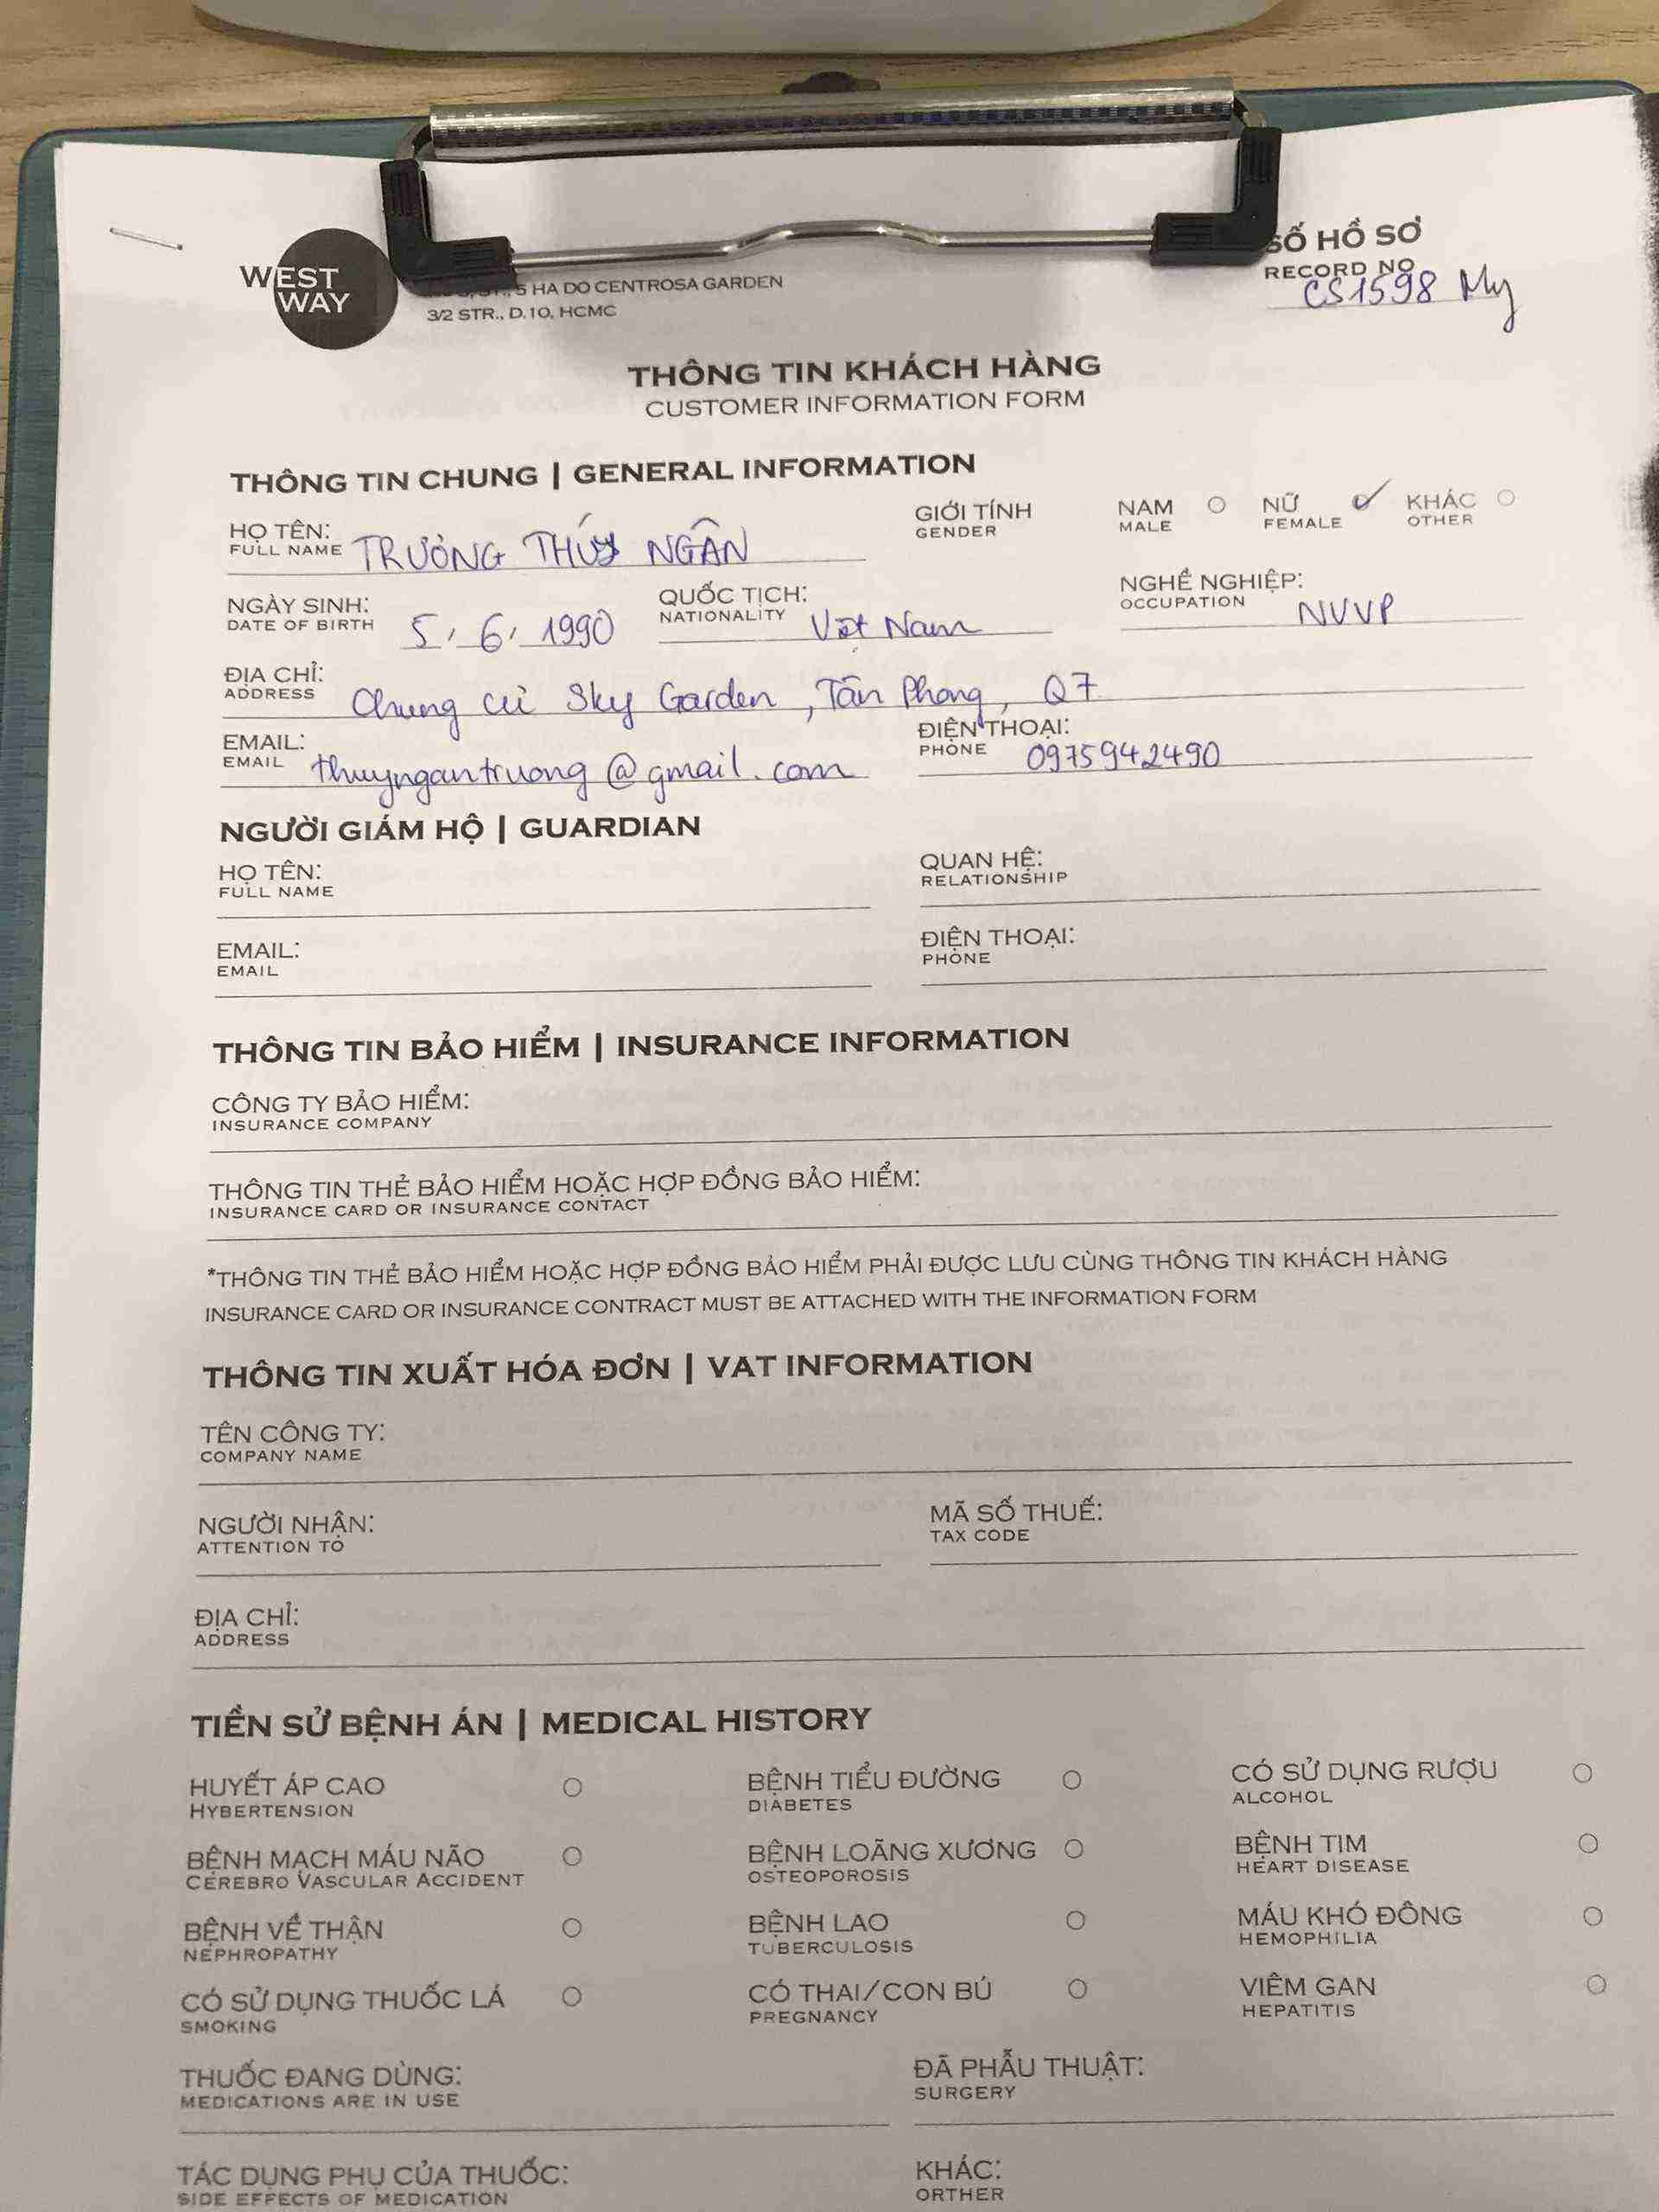 WEST
WAY
5 HA DO CENTROSA GARDEN
3/2 STR., D.10, HCMC
SỐ HỒ SƠ
RECORD NO
CS1598 My
THÔNG TIN KHÁCH HÀNG
CUSTOMER INFORMATION FORM
THÔNG TIN CHUNG | GENERAL INFORMATION
HỌ TÊN: TRƯƠNG THÚY NGÂN GIỚI TÍNH NAM NỮ KHÁC
FULL NAME GENDER MALE FEMALE OTHER
NGÀY SINH: 5, 6, 1990 QUỐC TỊCH: Việt Nam NGHỀ NGHIỆP: NVVP
DATE OF BIRTH NATIONALITY OCCUPATION
ĐỊA CHỈ: Chung cư Sky Garden, Tân Phong, Q7
ADDRESS
EMAIL: thuyngantruong@gmail.com ĐIỆN THOẠI: 0975942490
EMAIL PHONE
NGƯỜI GIÁM HỘ | GUARDIAN
HỌ TÊN: QUAN HỆ:
FULL NAME RELATIONSHIP
EMAIL: ĐIỆN THOẠI:
EMAIL PHONE
THÔNG TIN BẢO HIỂM | INSURANCE INFORMATION
CÔNG TY BẢO HIỂM:
INSURANCE COMPANY
THÔNG TIN THẺ BẢO HIỂM HOẶC HỢP ĐỒNG BẢO HIỂM:
INSURANCE CARD OR INSURANCE CONTACT
*THÔNG TIN THẺ BẢO HIỂM HOẶC HỢP ĐỒNG BẢO HIỂM PHẢI ĐƯỢC LƯU CÙNG THÔNG TIN KHÁCH HÀNG
INSURANCE CARD OR INSURANCE CONTRACT MUST BE ATTACHED WITH THE INFORMATION FORM
THÔNG TIN XUẤT HÓA ĐƠN | VAT INFORMATION
TÊN CÔNG TY:
COMPANY NAME
NGƯỜI NHẬN: MÃ SỐ THUẾ:
ATTENTION TO TAX CODE
ĐỊA CHỈ:
ADDRESS
TIỀN SỬ BỆNH ÁN | MEDICAL HISTORY
HUYẾT ÁP CAO BỆNH TIỂU ĐƯỜNG CÓ SỬ DỤNG RƯỢU
HYBERTENSION DIABETES ALCOHOL
BỆNH MẠCH MÁU NÃO BỆNH LOÃNG XƯƠNG BỆNH TIM
CEREBRO VASCULAR ACCIDENT OSTEOPOROSIS HEART DISEASE
BỆNH VỀ THẬN BỆNH LAO MÁU KHÓ ĐÔNG
NEPHROPATHY TUBERCULOSIS HEMOPHILIA
CÓ SỬ DỤNG THUỐC LÁ CÓ THAI/CON BÚ VIÊM GAN
SMOKING PREGNANCY HEPATITIS
THUỐC ĐANG DÙNG: ĐÃ PHẪU THUẬT:
MEDICATIONS ARE IN USE SURGERY
TÁC DỤNG PHỤ CỦA THUỐC: KHÁC:
SIDE EFFECTS OF MEDICATION ORTHER